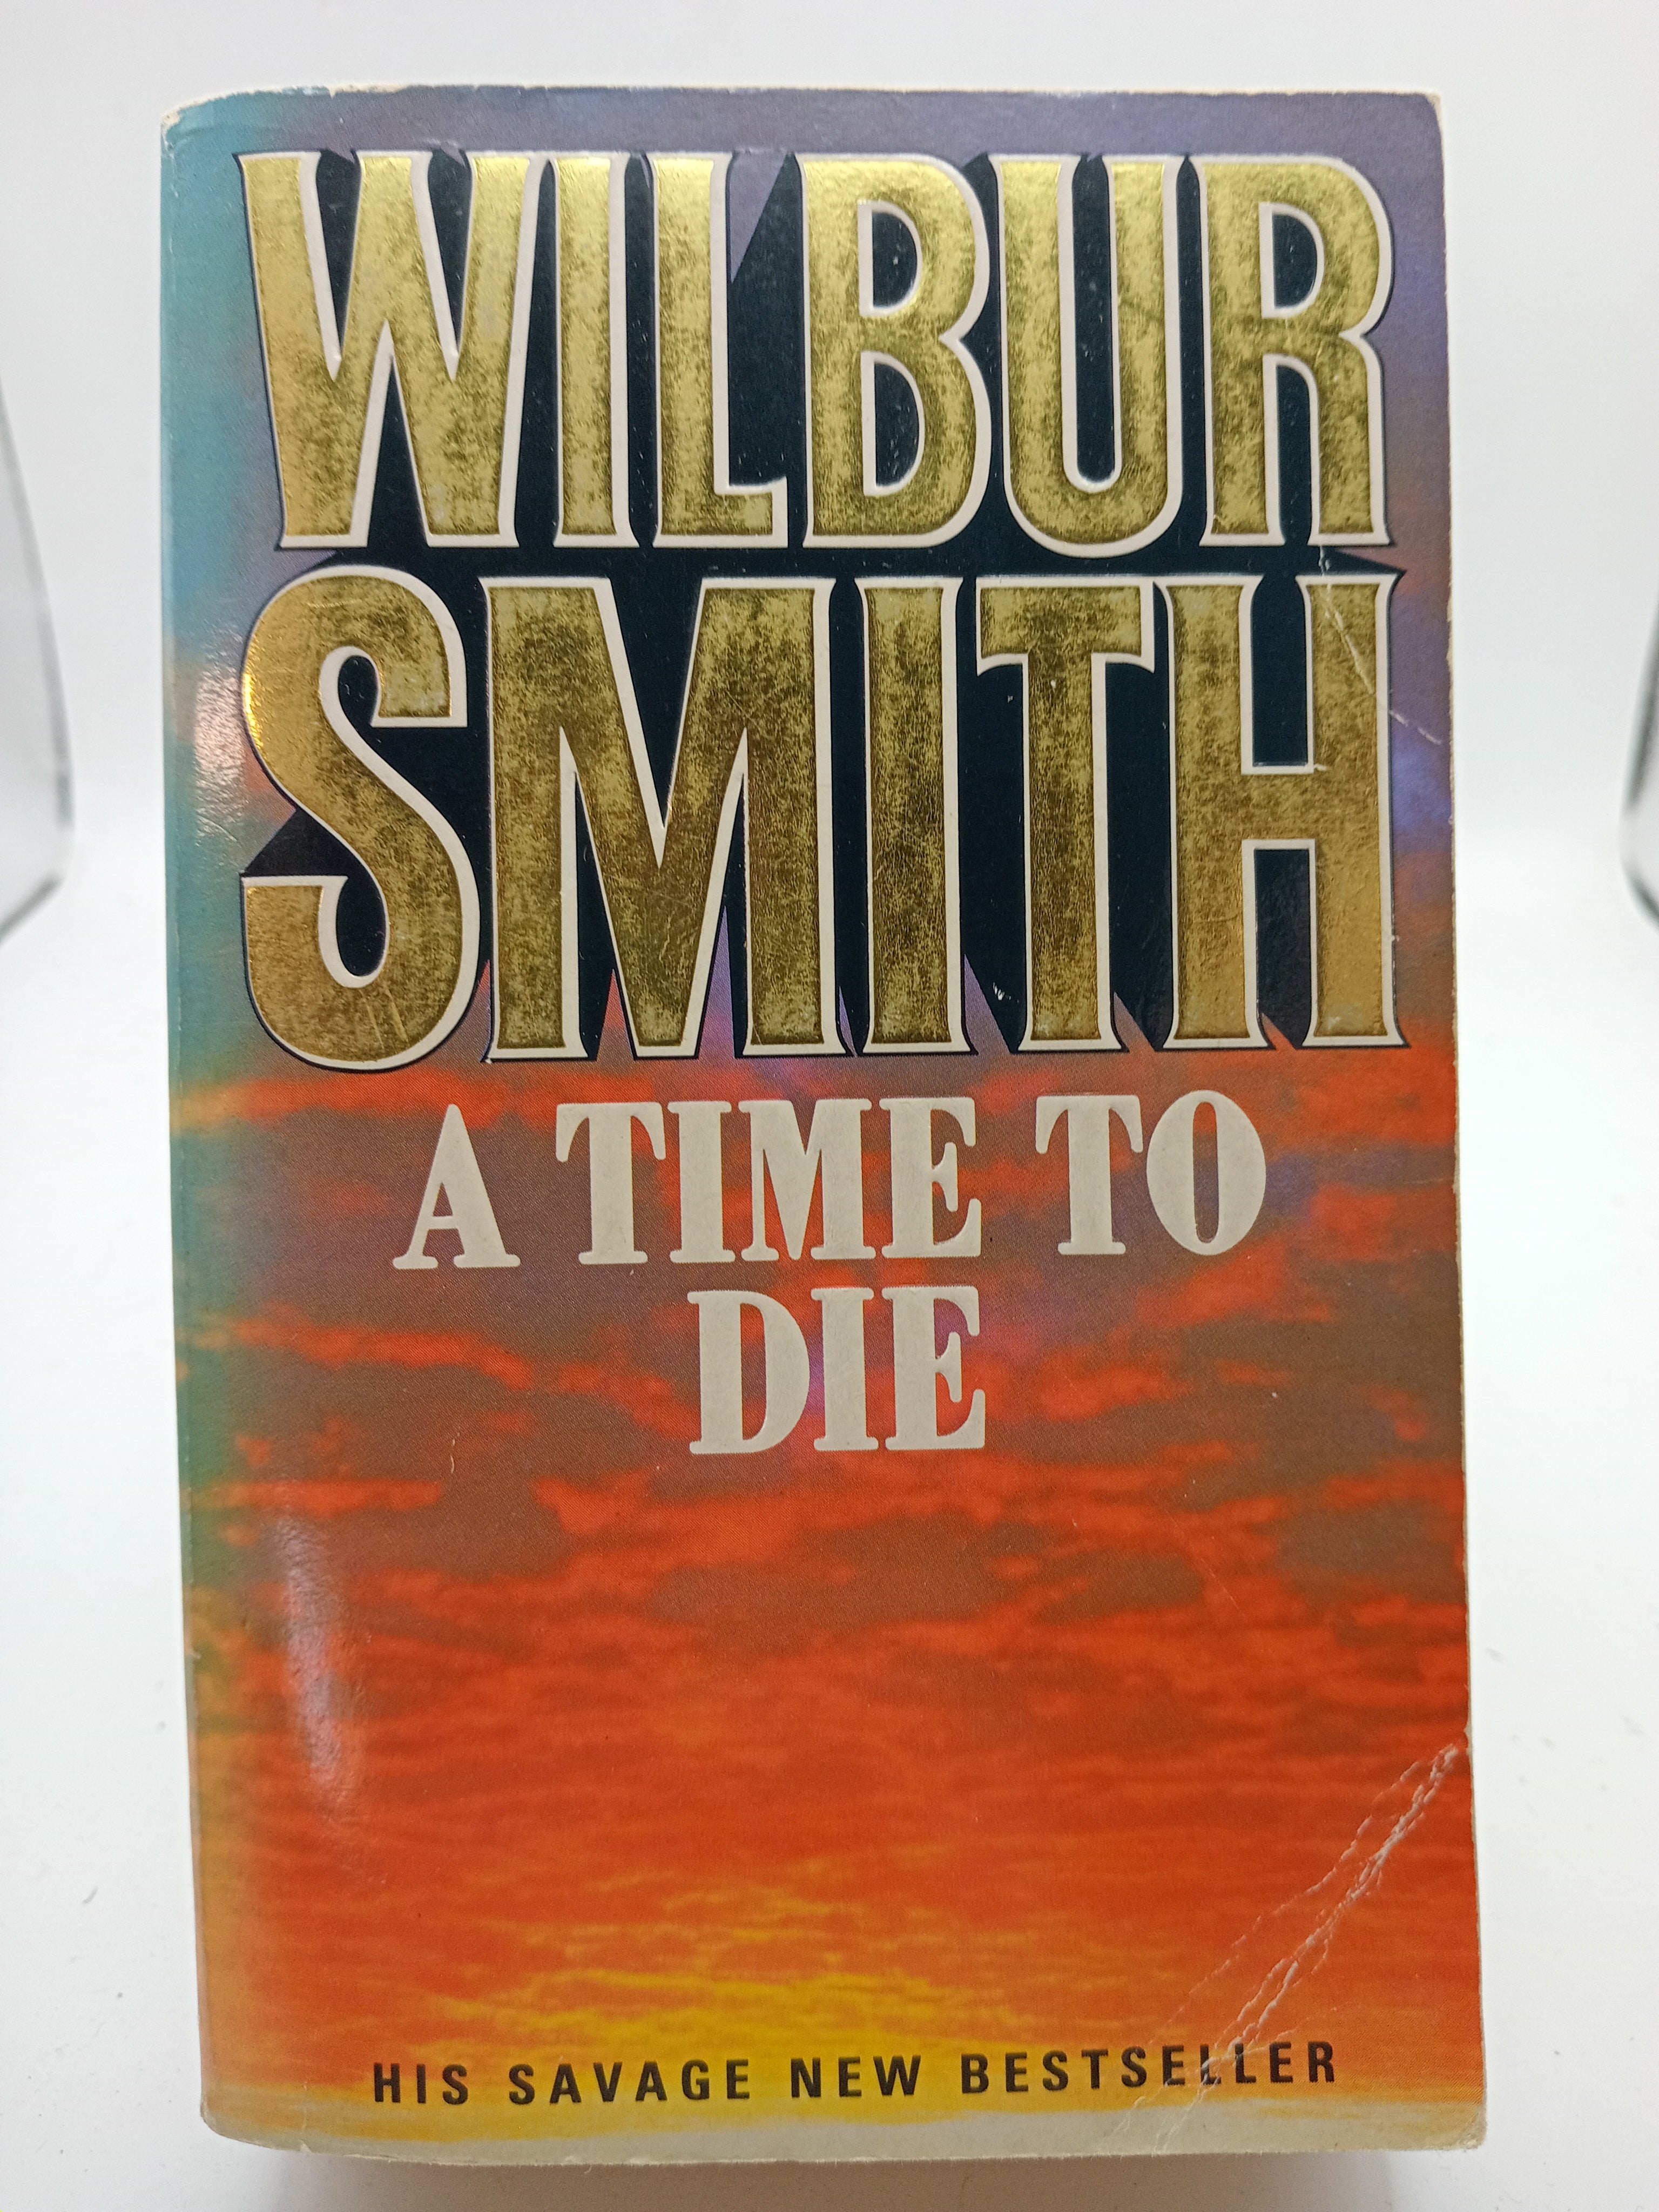 WILBUR
SMITH
A TIME TO
DIE
HIS SAVAGE NEW BESTSELLER